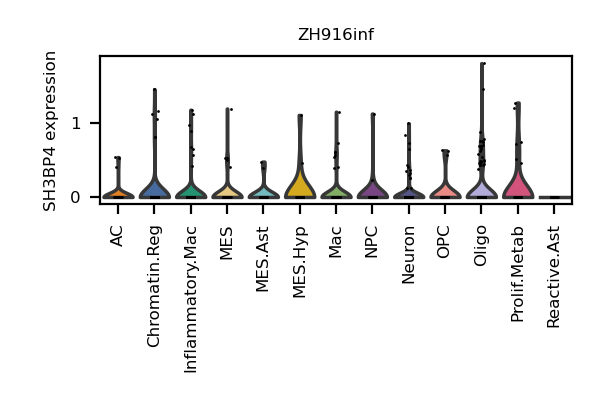 ZH916inf
SH3BP4 expression
1
0
AC
Chromatin.Reg
Inflammatory.Mac
MES
MES.Ast
MES.Hyp
Mac
NPC
Neuron
OPC
Oligo
Prolif.Metab
Reactive.Ast